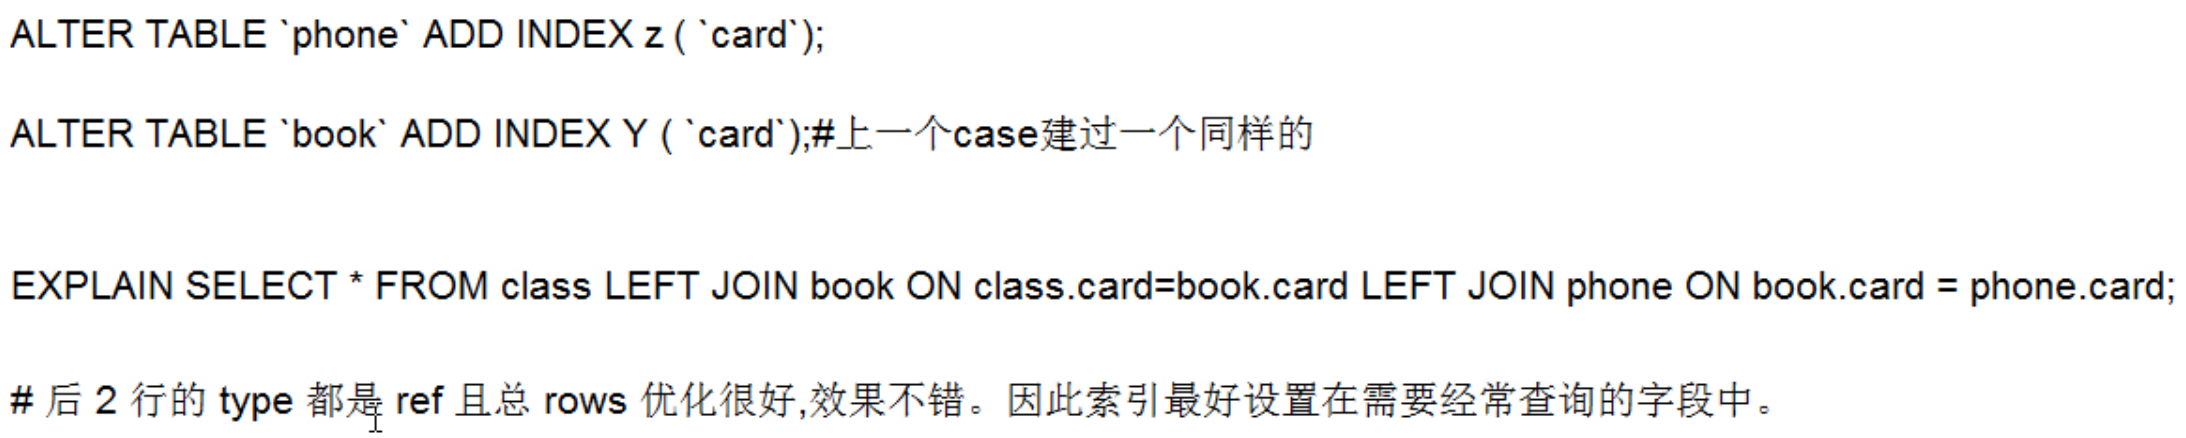 ALTER TABLE `phone` ADD INDEX z ( `card`);
ALTER TABLE `book` ADD INDEX Y ( `card`);#上一个case建过一个同样的
EXPLAIN SELECT * FROM class LEFT JOIN book ON class.card=book.card LEFT JOIN phone ON book.card = phone.card;
# 后 2 行的 type 都是 ref 且总 rows 优化很好,效果不错。因此索引最好设置在需要经常查询的字段中。